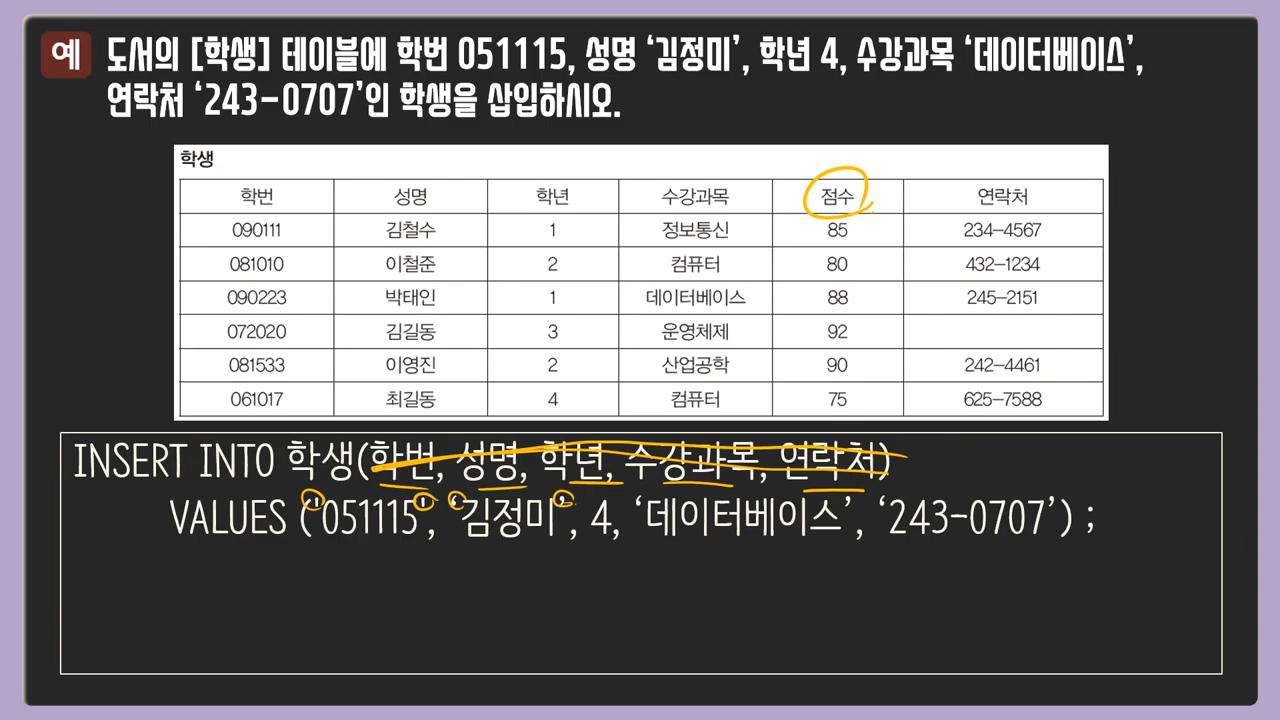 예 도서의 [학생] 테이블에 학번 051115, 성명 ‘김정미’, 학년 4, 수강과목 ‘데이터베이스’,
연락처 ‘243-0707’인 학생을 삽입하시오.
학생
학번 성명 학년 수강과목 점수 연락처
090111 김철수 1 정보통신 85 234-4567
081010 이철준 2 컴퓨터 80 432-1234
090223 박태인 1 데이터베이스 88 245-2151
072020 김길동 3 운영체제 92
081533 이영진 2 산업공학 90 242-4461
061017 최길동 4 컴퓨터 75 625-7588
INSERT INTO 학생(학번, 성명, 학년, 수강과목, 연락처)
VALUES ('051115', ‘김정미’, 4, ‘데이터베이스’, ‘243-0707’) ;